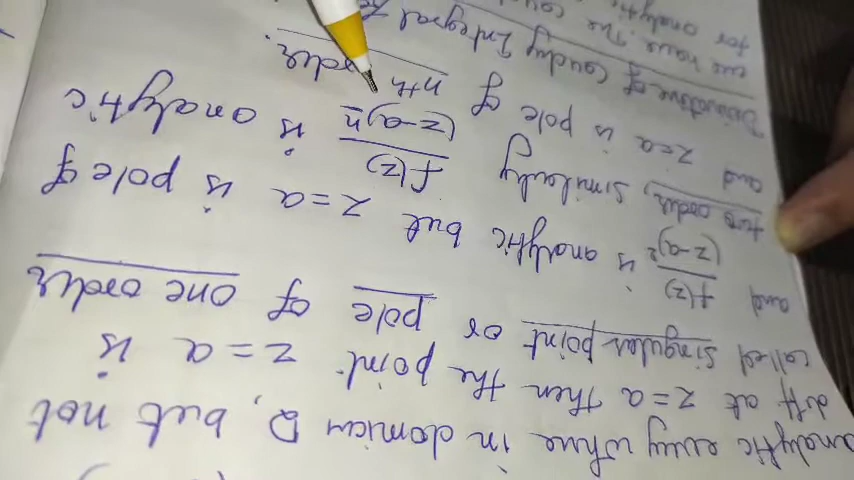 analytic every where in domain D, but not
diff at z=a then the point z=a is
called singular point or pole of one order
and f(z)/(z-a)² is analytic but z=a is pole of
two order, similarly f(z)/(z-a)ⁿ is analytic
and z=a is pole of nth order.
Derivative of Cauchy Integral
we have. The
for analytic